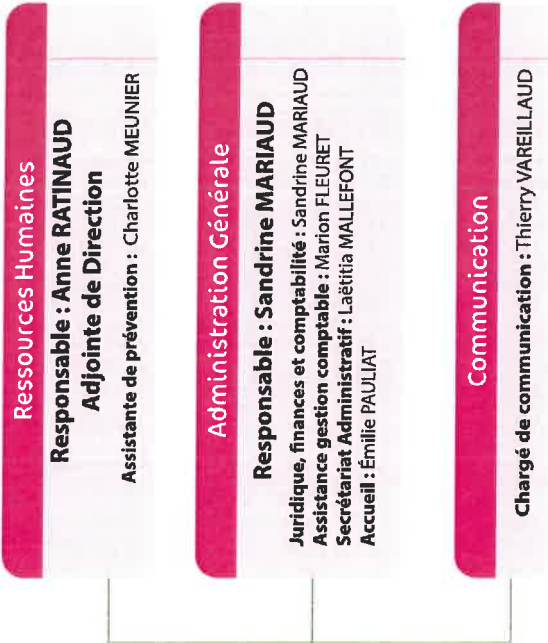 Ressources Humaines
Responsable : Anne RATINAUD
Adjointe de Direction
Assistante de prévention : Charlotte MEUNIER
Administration Générale
Responsable : Sandrine MARIAUD
Juridique, finances et comptabilité : Sandrine MARIAUD
Assistance gestion comptable : Marion FLEURET
Secrétariat Administratif : Laëtitia MALLEFONT
Accueil : Émilie PAULIAT
Communication
Chargé de communication : Thierry VAREILLAUD